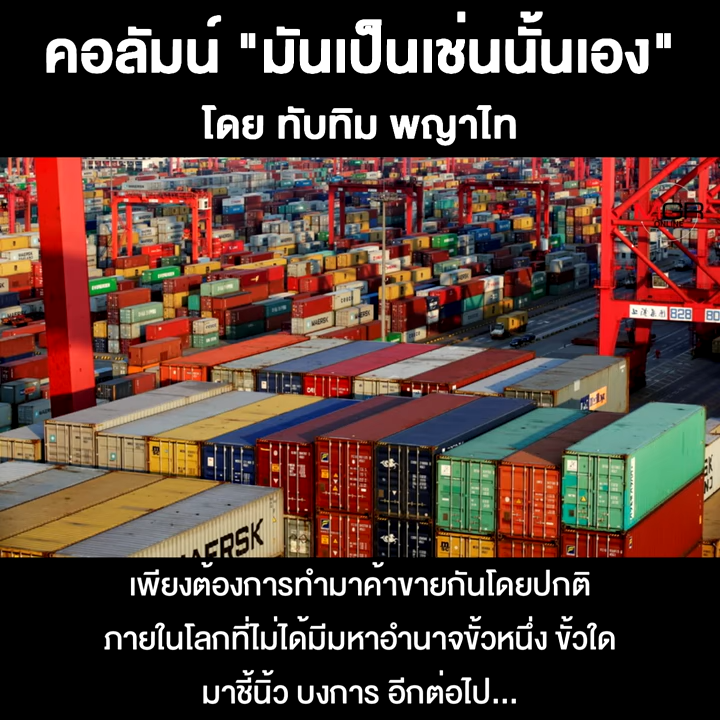 คอลัมน์ "มันเป็นเช่นนั้นเอง"
โดย ทับทิม พญาไท
828
MAERSK
MAERSK
เพียงต้องการทำมาค้าขายกันโดยปกติ
ภายในโลกที่ไม่ได้มีมหาอำนาจขั้วหนึ่ง ขั้วใด
มาชี้นิ้ว บงการ อีกต่อไป...